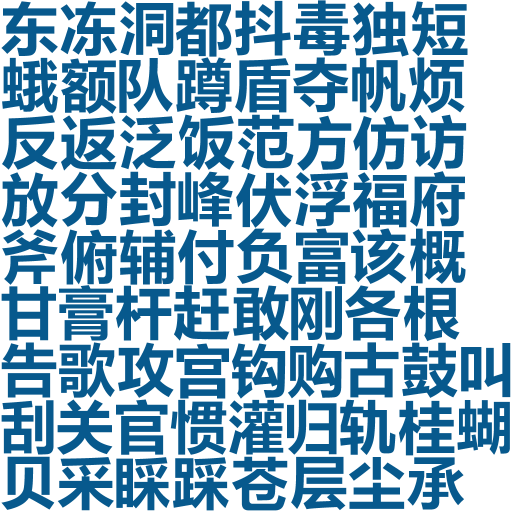 东冻洞都抖毒独短
蛾额队蹲盾夺帆烦
反返泛饭范方仿访
放分封峰伏浮福府
斧俯辅付负富该概
甘膏杆赶敢刚各根
告歌攻宫钩购古鼓叫
刮关官惯灌归轨桂蝴
贝采睬踩苍层尘承